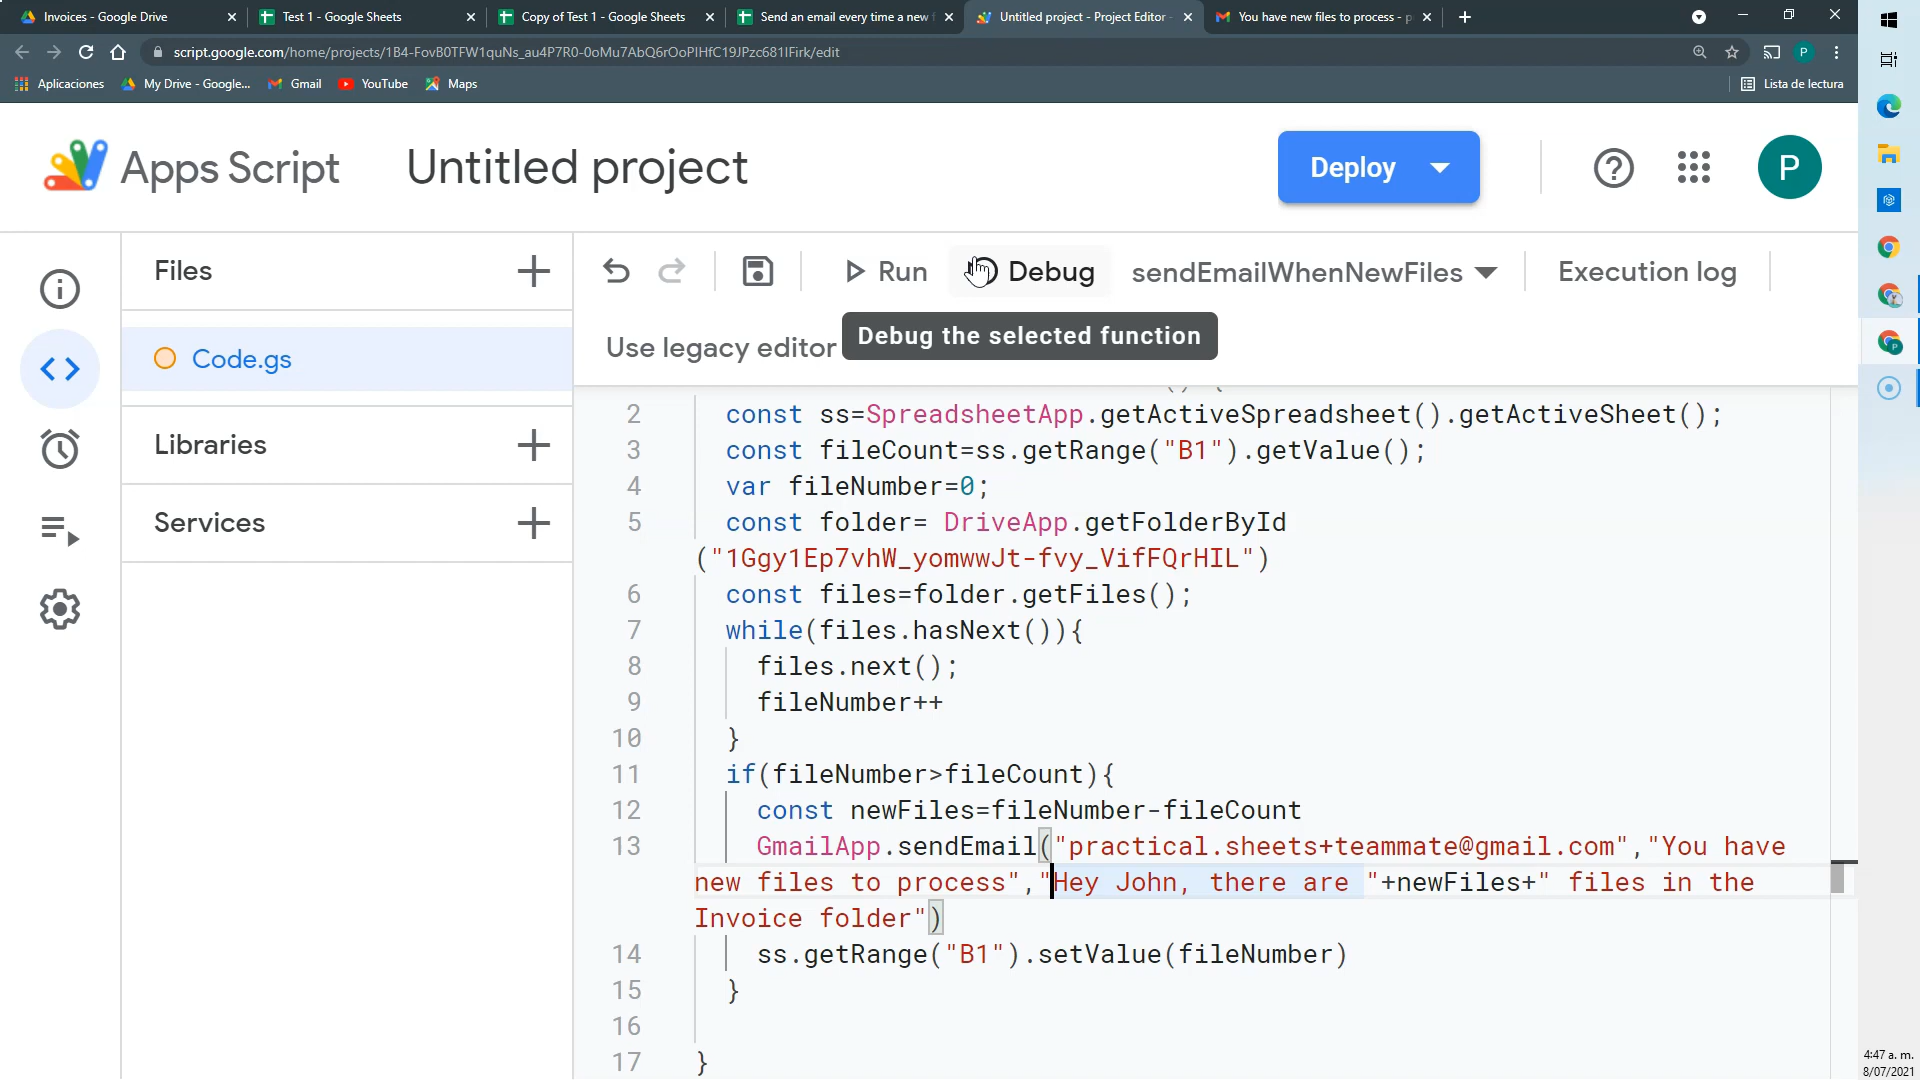 Invoices - Google Drive
Test 1 - Google Sheets
Copy of Test 1 - Google Sheets
Send an email every time a new f
Untitled project - Project Editor -
You have new files to process - p
script.google.com/home/projects/1B4-FovB0TFW1quNs_au4P7R0-0oMu7AbQ6rOoPIHfC19JPzc681IFirk/edit
P
Aplicaciones
My Drive - Google...
Gmail
YouTube
Maps
Lista de lectura
Apps Script
Untitled project
Deploy
P
Files
Run
Debug
sendEmailWhenNewFiles
Execution log
Use legacy editor
Debug the selected function
Code.gs
Libraries
Services
2 const ss=SpreadsheetApp.getActiveSpreadsheet().getActiveSheet();
3 const fileCount=ss.getRange("B1").getValue();
4 var fileNumber=0;
5 const folder= DriveApp.getFolderById
("1Ggy1Ep7vhW_yomwwJt-fvy_VifFQrHIL")
6 const files=folder.getFiles();
7 while(files.hasNext()){
8 files.next();
9 fileNumber++
10 }
11 if(fileNumber>fileCount){
12 const newFiles=fileNumber-fileCount
13 GmailApp.sendEmail("practical.sheets+teammate@gmail.com","You have
new files to process","Hey John, there are "+newFiles+" files in the
Invoice folder")
14 ss.getRange("B1").setValue(fileNumber)
15 }
16
17 }
4:47 a. m.
8/07/2021